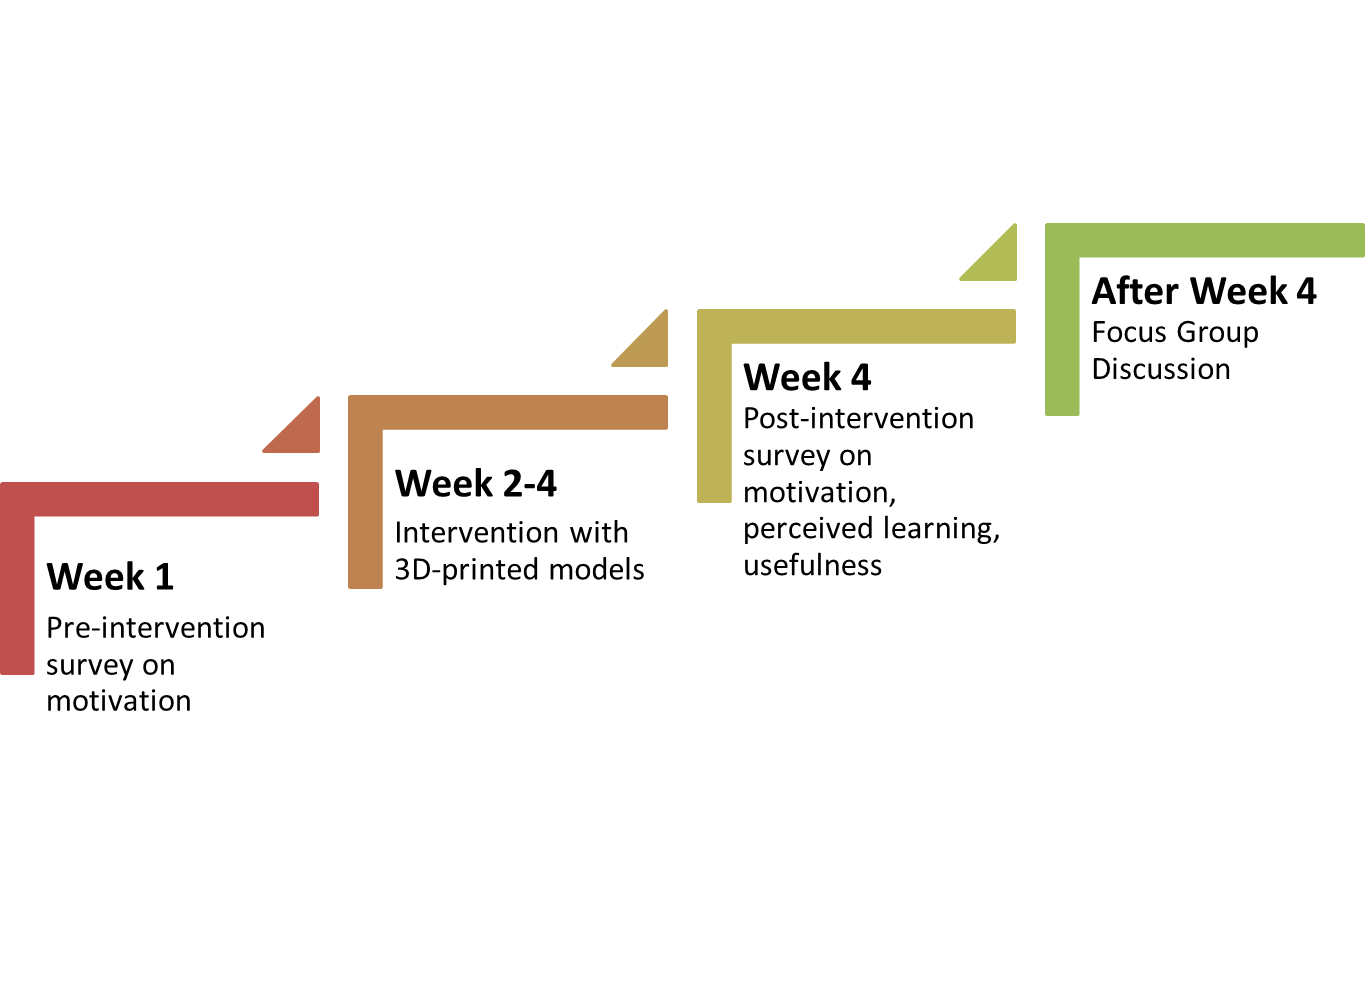 Week 1
Pre-intervention
survey on
motivation
Week 2-4
Intervention with
3D-printed models
Week 4
Post-intervention
survey on
motivation,
perceived learning,
usefulness
After Week 4
Focus Group
Discussion